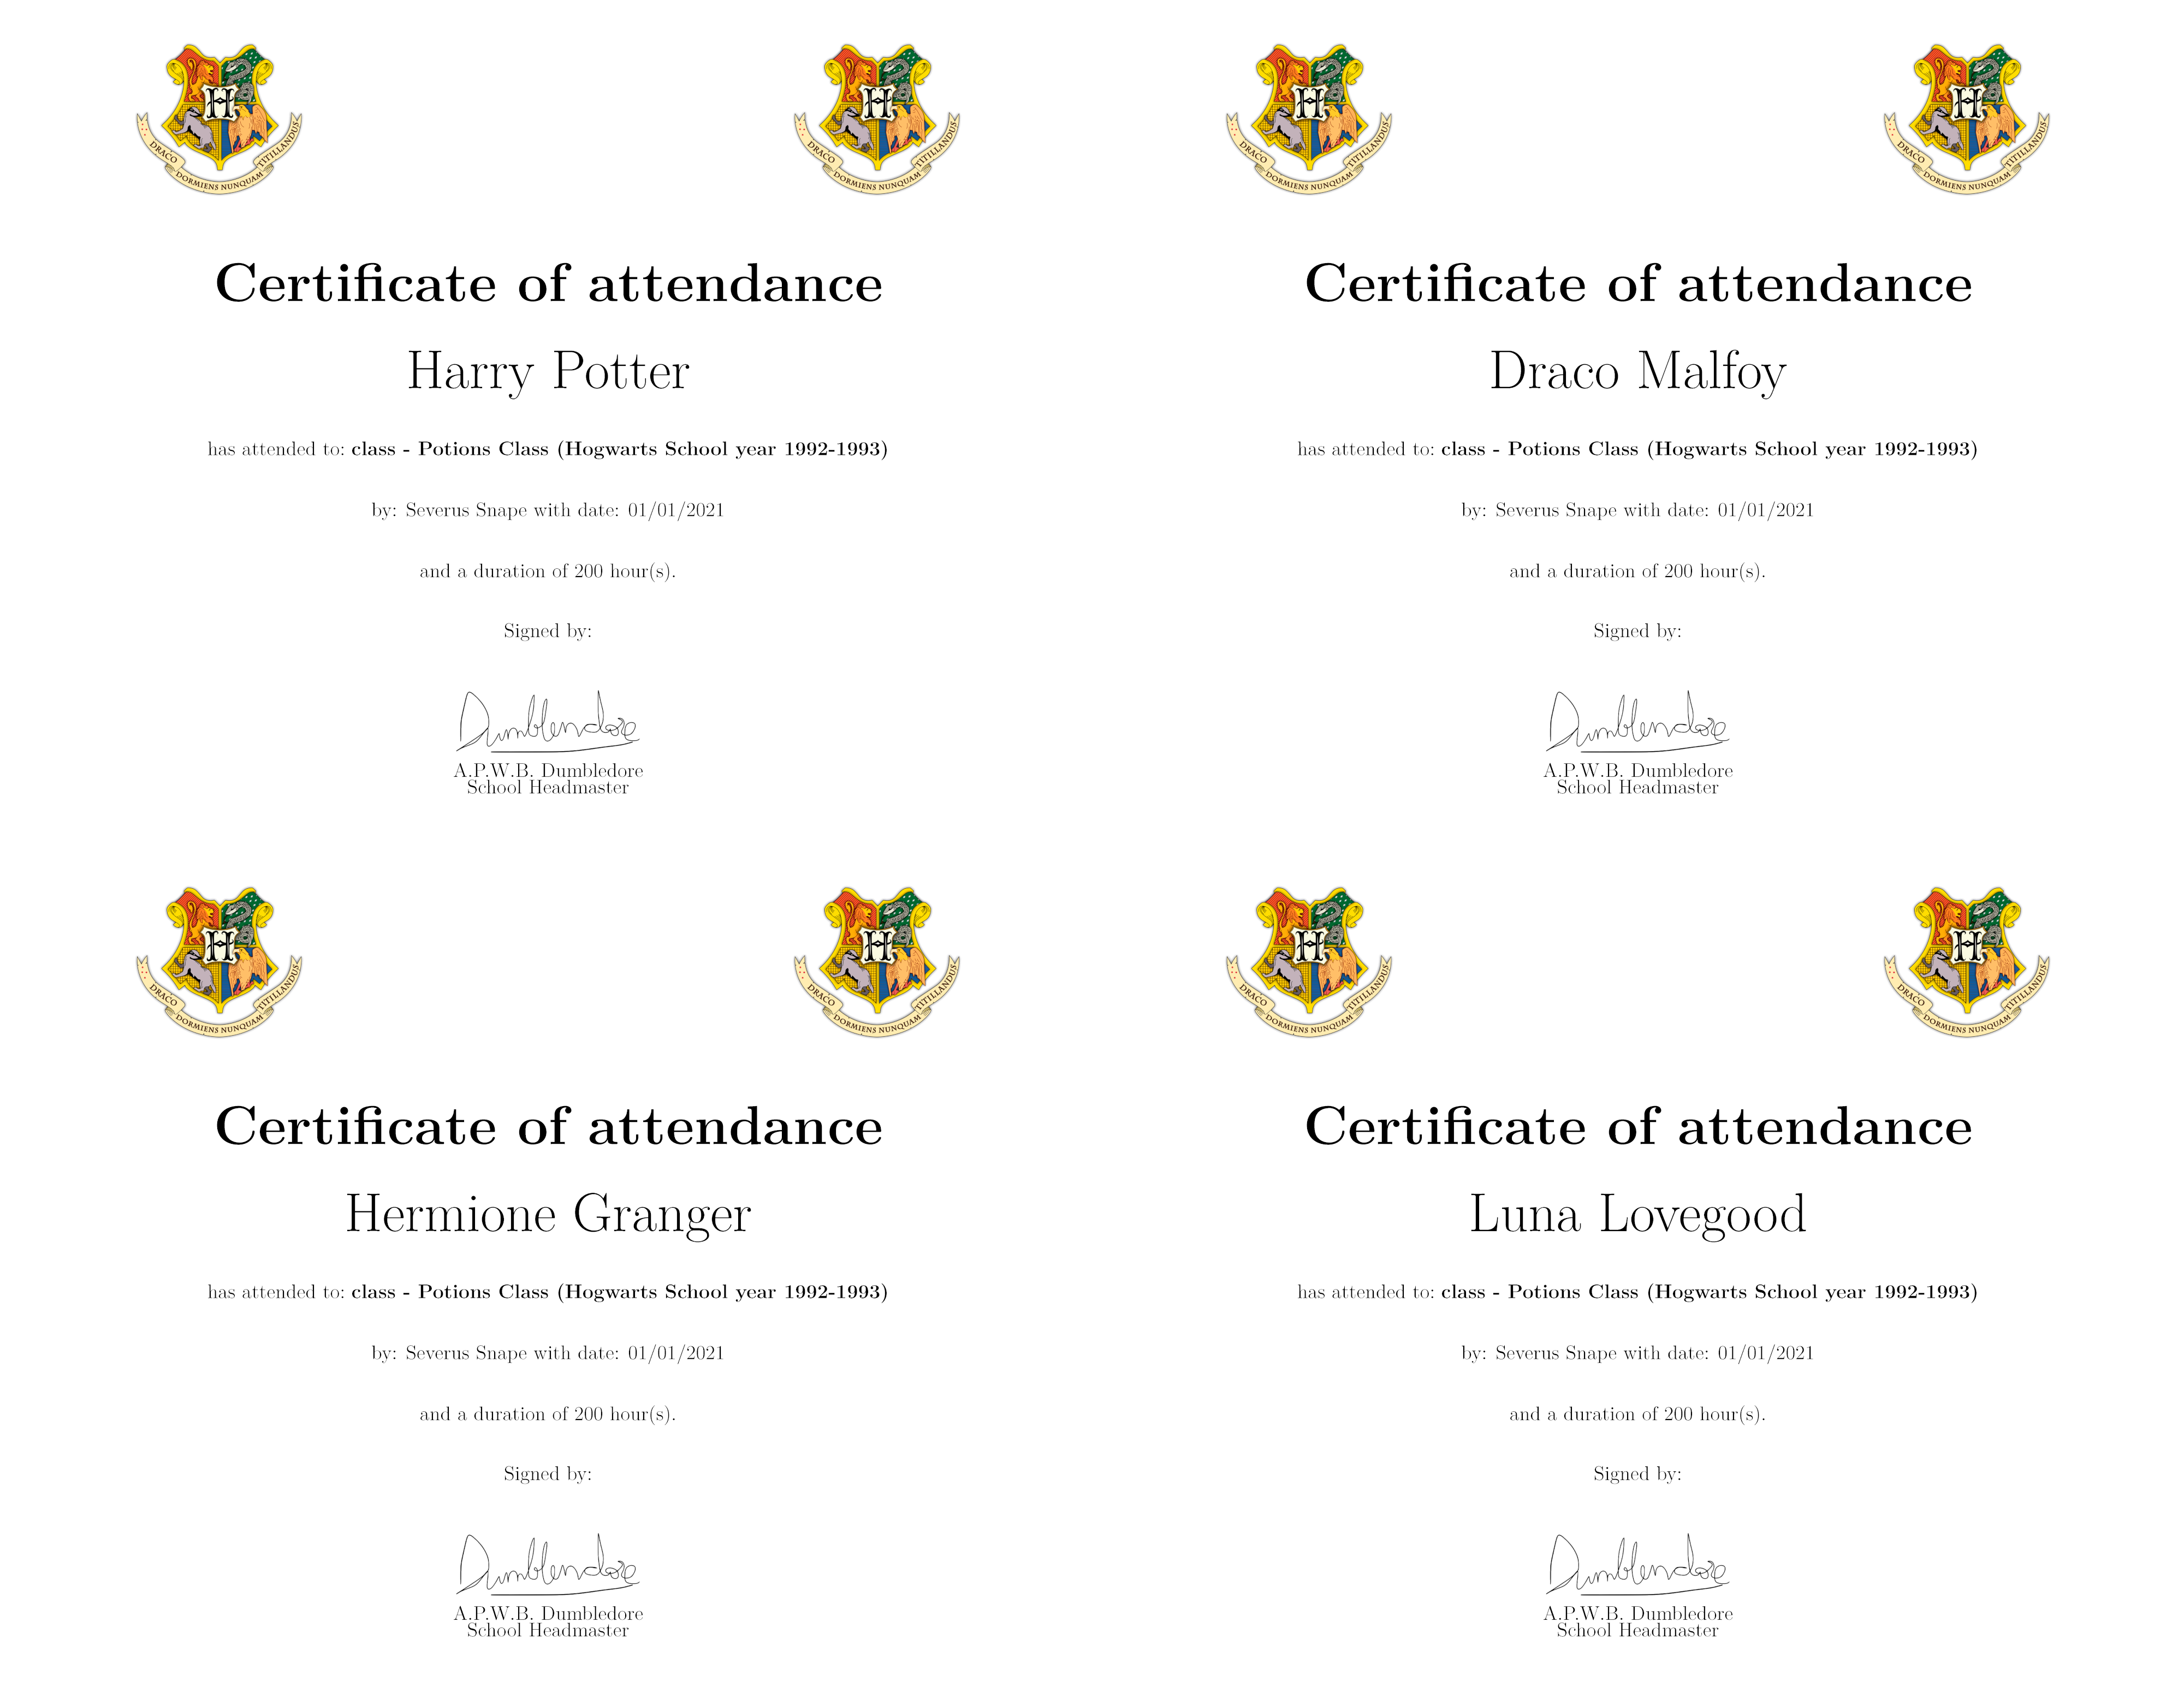 DRACO DORMIENS NUNQUAM TITILLANDUS
DRACO DORMIENS NUNQUAM TITILLANDUS
Certificate of attendance
Harry Potter
has attended to: class - Potions Class (Hogwarts School year 1992-1993)
by: Severus Snape with date: 01/01/2021
and a duration of 200 hour(s).
Signed by:
Dumblendore
A.P.W.B. Dumbledore
School Headmaster
DRACO DORMIENS NUNQUAM TITILLANDUS
DRACO DORMIENS NUNQUAM TITILLANDUS
Certificate of attendance
Draco Malfoy
has attended to: class - Potions Class (Hogwarts School year 1992-1993)
by: Severus Snape with date: 01/01/2021
and a duration of 200 hour(s).
Signed by:
Dumblendore
A.P.W.B. Dumbledore
School Headmaster
DRACO DORMIENS NUNQUAM TITILLANDUS
DRACO DORMIENS NUNQUAM TITILLANDUS
Certificate of attendance
Hermione Granger
has attended to: class - Potions Class (Hogwarts School year 1992-1993)
by: Severus Snape with date: 01/01/2021
and a duration of 200 hour(s).
Signed by:
Dumblendore
A.P.W.B. Dumbledore
School Headmaster
DRACO DORMIENS NUNQUAM TITILLANDUS
DRACO DORMIENS NUNQUAM TITILLANDUS
Certificate of attendance
Luna Lovegood
has attended to: class - Potions Class (Hogwarts School year 1992-1993)
by: Severus Snape with date: 01/01/2021
and a duration of 200 hour(s).
Signed by:
Dumblendore
A.P.W.B. Dumbledore
School Headmaster